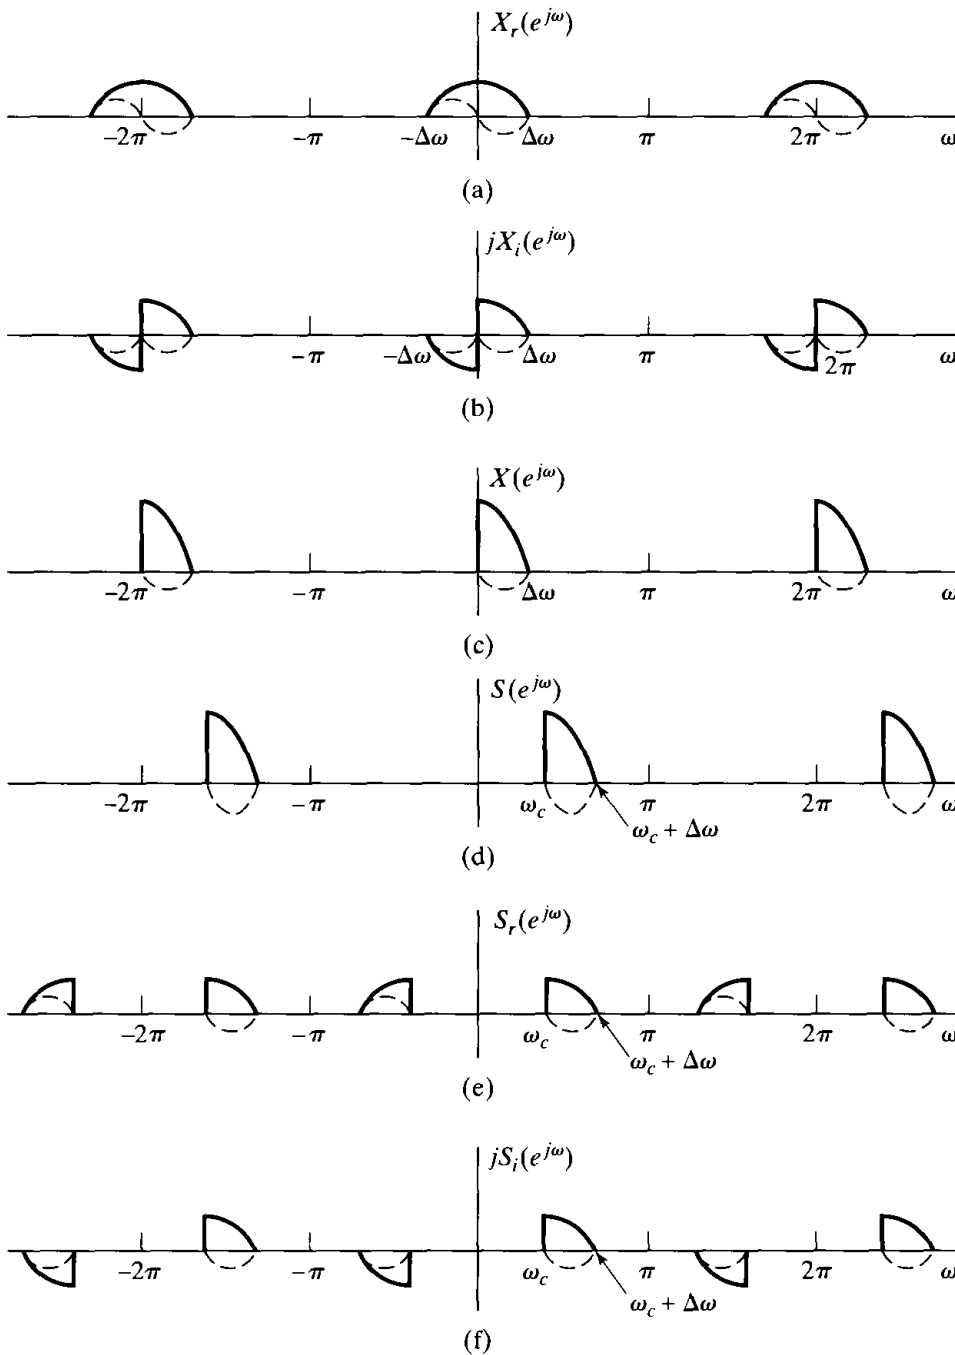 X_r(e^{jω})
−2π −π −Δω Δω π 2π ω
(a)
jX_i(e^{jω})
−π −Δω Δω π 2π ω
(b)
X(e^{jω})
−2π −π Δω π 2π ω
(c)
S(e^{jω})
−2π −π ω_c π 2π ω
ω_c + Δω
(d)
S_r(e^{jω})
−2π −π ω_c π 2π ω
ω_c + Δω
(e)
jS_i(e^{jω})
−2π −π ω_c π 2π ω
ω_c + Δω
(f)